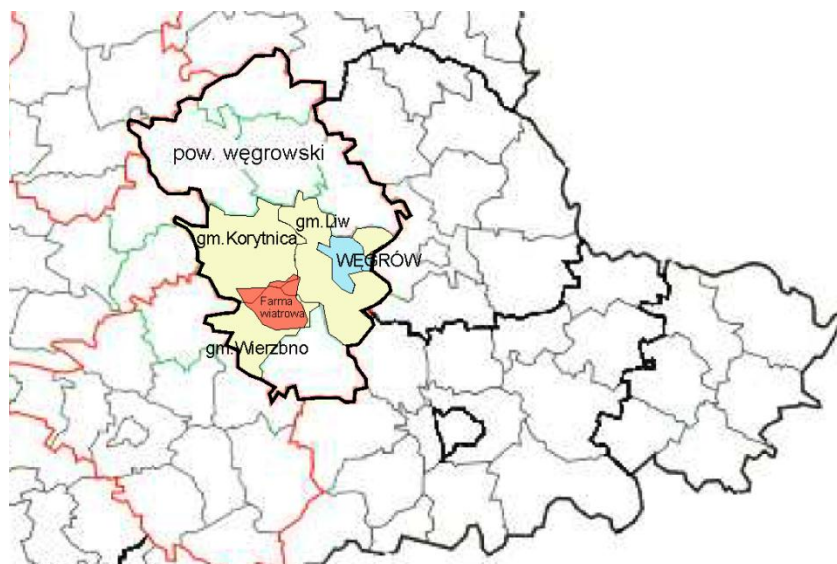 pow. węgrowski
gm.Liw
gm.Korytnica
WĘGRÓW
Farma
wiatrowa
gm.Wierzbno